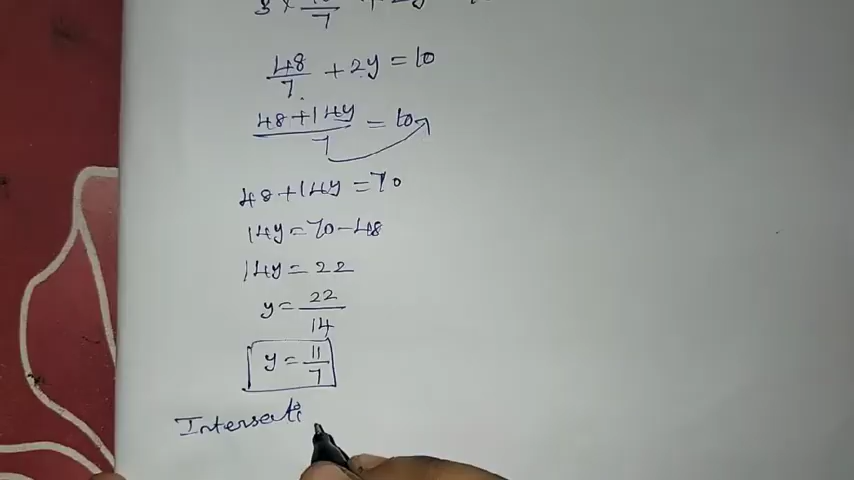 48/7 + 2y = 10
48+14y/7 = 10
48+14y = 70
14y = 70-48
14y = 22
y = 22/14
y = 11/7
Intersecti